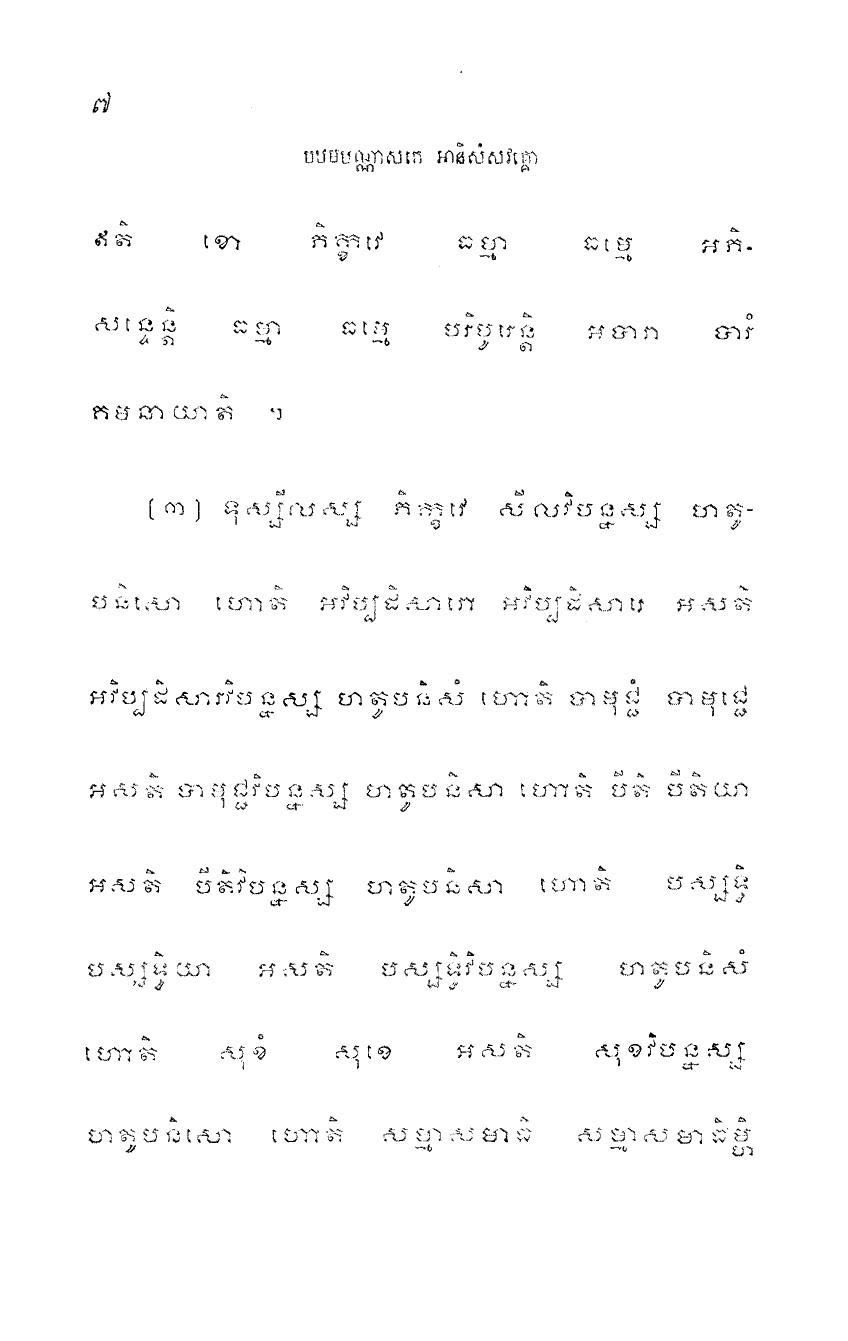 ៧
បឋមបណ្ណាសកេ អានិសំសវគ្គោ
ឥតិ ខោ ភិក្ខវេ ធម្មា ធម្មេ អភិ-
សន្ទេន្តិ ធម្មា ធម្មេ បរិបូរេន្តិ អបារា បារំ
គមនាយាតិ ។
(៣) ទុស្សីលស្ស ភិក្ខវេ សីលវិបន្នស្ស ហតូ-
បនិសោ ហោតិ អវិប្បដិសារោ អវិប្បដិសារេ អសតិ
អវិប្បដិសារវិបន្នស្ស ហតូបនិសំ ហោតិ បាមុជ្ជំ បាមុជ្ជេ
អសតិ បាមុជ្ជវិបន្នស្ស ហតូបនិសា ហោតិ បីតិ បីតិយា
អសតិ បីតិវិបន្នស្ស ហតូបនិសា ហោតិ បស្សទ្ធិ
បស្សទ្ធិយា អសតិ បស្សទ្ធិវិបន្នស្ស ហតូបនិសំ
ហោតិ សុខំ សុខេ អសតិ សុខវិបន្នស្ស
ហតូបនិសោ ហោតិ សម្មាសមាធិ សម្មាសមាធិម្ហិ